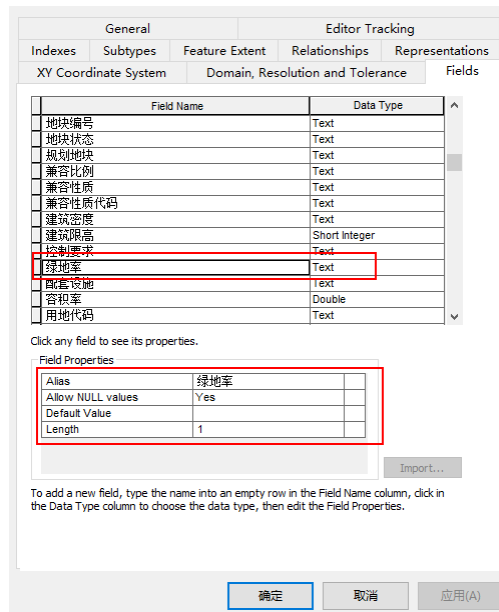 General Editor Tracking
Indexes Subtypes Feature Extent Relationships Representations
XY Coordinate System Domain, Resolution and Tolerance Fields
Field Name Data Type
地块编号 Text
地块状态 Text
规划地块 Text
兼容比例 Text
兼容性质 Text
兼容性质代码 Text
建筑密度 Text
建筑限高 Short Integer
控制要求 Text
绿地率 Text
配套设施 Text
容积率 Double
用地代码 Text
Click any field to see its properties.
Field Properties
Alias 绿地率
Allow NULL values Yes
Default Value
Length 1
Import...
To add a new field, type the name into an empty row in the Field Name column, click in
the Data Type column to choose the data type, then edit the Field Properties.
确定 取消 应用(A)